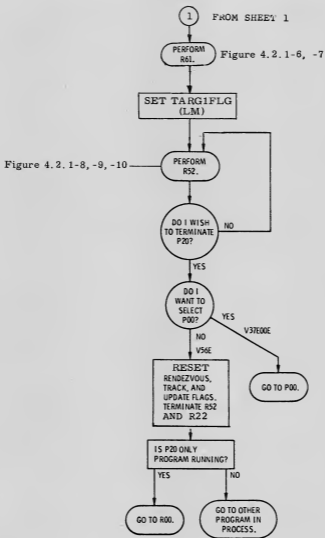 1 FROM SHEET 1
PERFORM
R61.
Figure 4.2.1-6, -7
SET TARG1FLG
(LM)
Figure 4.2.1-8, -9, -10
PERFORM
R52.
DO I WISH
TO TERMINATE
P20?
NO
YES
DO I
WANT TO
SELECT
P00?
YES
V37E00E
NO
V56E
GO TO P00.
RESET
RENDEZVOUS,
TRACK, AND
UPDATE FLAGS.
TERMINATE R52
AND R22
IS P20 ONLY
PROGRAM RUNNING?
YES
NO
GO TO R00.
GO TO OTHER
PROGRAM IN
PROCESS.